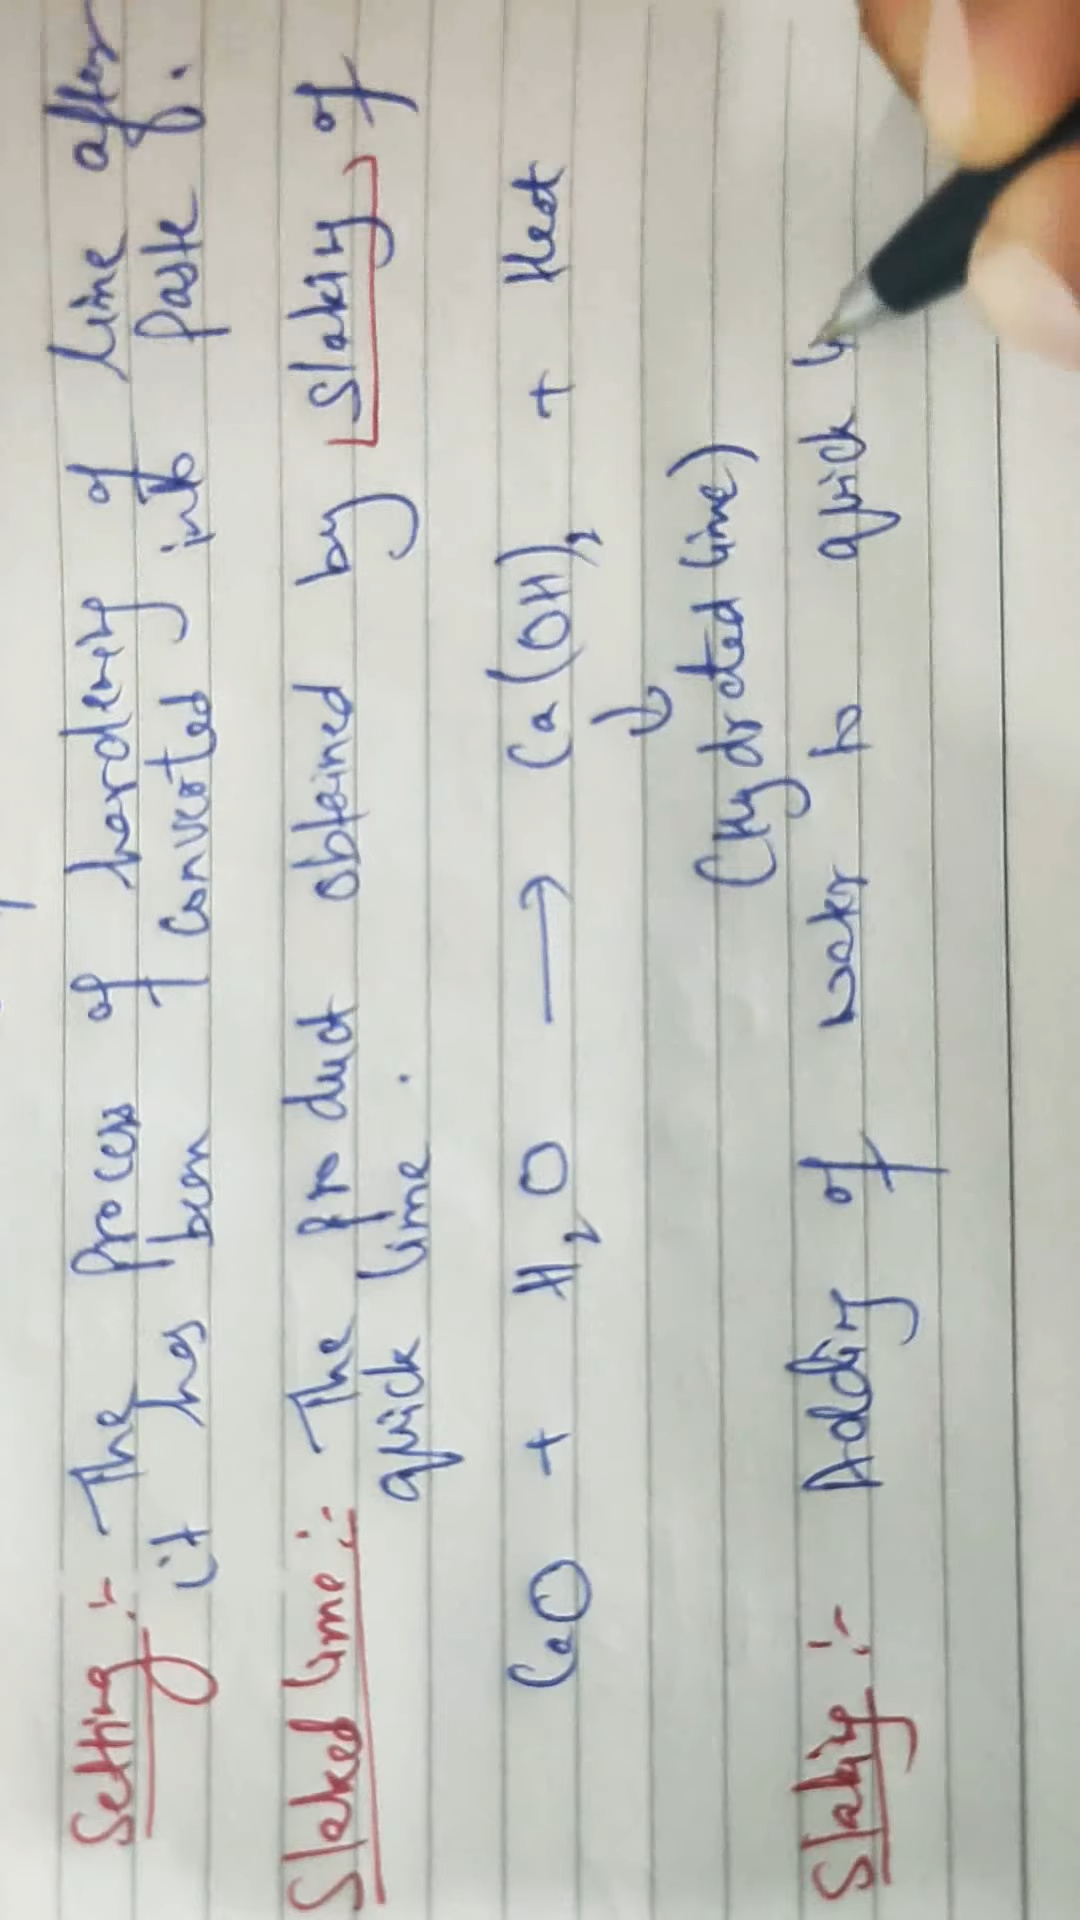 Setting :- The process of hardening of lime after
it has been converted into paste.
Slaked lime :- The product obtained by slaking of
quick lime.
CaO + H₂O → Ca(OH)₂ + Heat
↓
(Hydrated lime)
Slaking :- Adding of water to quick li